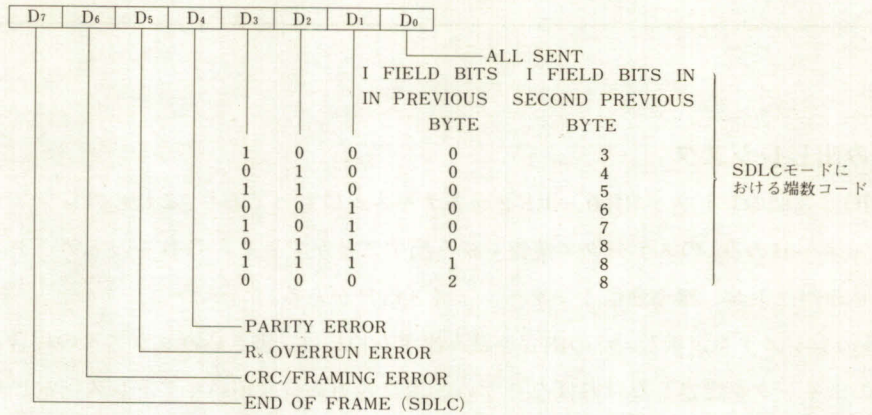 D7 D6 D5 D4 D3 D2 D1 D0
ALL SENT
I FIELD BITS I FIELD BITS IN
IN PREVIOUS SECOND PREVIOUS
BYTE BYTE
1 0 0 0 3
0 1 0 0 4
1 1 0 0 5
0 0 1 0 6
1 0 1 0 7
0 1 1 0 8
1 1 1 1 8
0 0 0 2 8
SDLCモードに
おける端数コード
PARITY ERROR
Rx OVERRUN ERROR
CRC/FRAMING ERROR
END OF FRAME (SDLC)